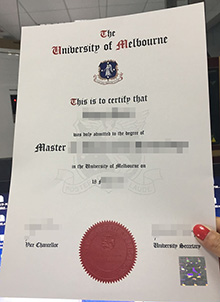 The
University of Melbourne
This is to certify that
was duly admitted to the degree of
Master
in the University of Melbourne on
Vice Chancellor
University Secretary